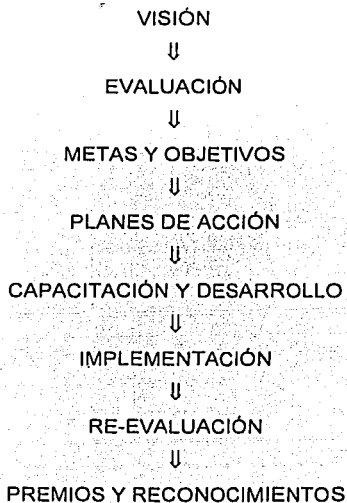 VISIÓN
⇓
EVALUACIÓN
⇓
METAS Y OBJETIVOS
⇓
PLANES DE ACCIÓN
⇓
CAPACITACIÓN Y DESARROLLO
⇓
IMPLEMENTACIÓN
⇓
RE-EVALUACIÓN
⇓
PREMIOS Y RECONOCIMIENTOS